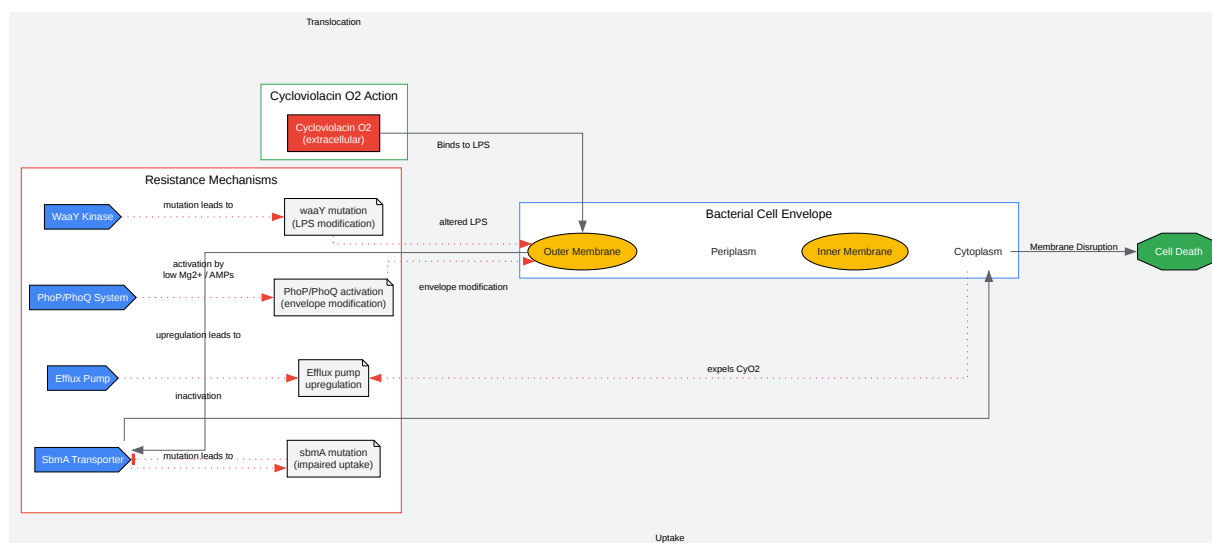 Translocation
Cycloviolacin O2 Action
Cycloviolacin O2
(extracellular)
Binds to LPS
Resistance Mechanisms
WaaY Kinase
mutation leads to
waaY mutation
(LPS modification)
altered LPS
Bacterial Cell Envelope
Outer Membrane
Periplasm
Inner Membrane
Cytoplasm
Membrane Disruption
Cell Death
activation by
low Mg2+ / AMPs
PhoP/PhoQ System
PhoP/PhoQ activation
(envelope modification)
envelope modification
upregulation leads to
Efflux Pump
Efflux pump
upregulation
expels CyO2
inactivation
SbmA Transporter
mutation leads to
sbmA mutation
(impaired uptake)
Uptake